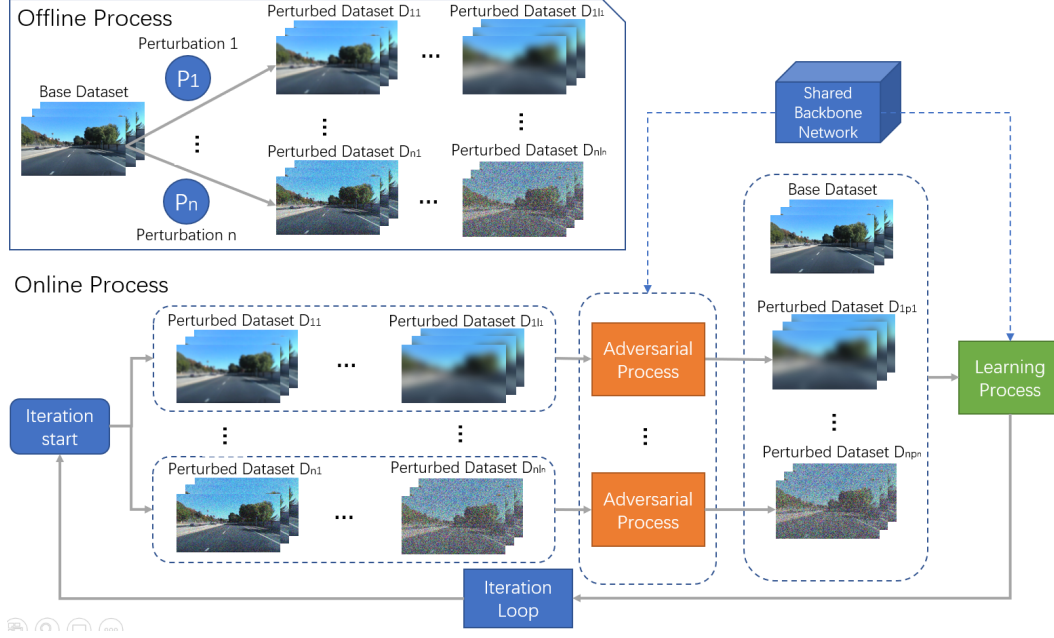 Offline Process
Perturbation 1
P1
Base Dataset
Perturbation n
Pn
Perturbed Dataset D11
...
Perturbed Dataset D1l1
Perturbed Dataset Dn1
...
Perturbed Dataset Dnln
Shared
Backbone
Network
Online Process
Iteration
start
Perturbed Dataset D11
...
Perturbed Dataset D1l1
Perturbed Dataset Dn1
...
Perturbed Dataset Dnln
Adversarial
Process
Adversarial
Process
Base Dataset
Perturbed Dataset D1p1
Perturbed Dataset Dnpn
Learning
Process
Iteration
Loop